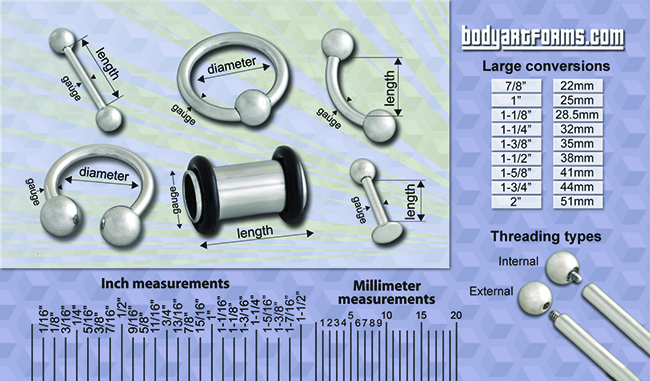 bodyartforms.com
length
gauge
diameter
gauge
length
gauge
diameter
gauge
gauge
length
length
gauge
Large conversions
7/8" 22mm
1" 25mm
1-1/8" 28.5mm
1-1/4" 32mm
1-3/8" 35mm
1-1/2" 38mm
1-5/8" 41mm
1-3/4" 44mm
2" 51mm
Threading types
Internal
External
Inch measurements
1/16"
1/8"
3/16"
1/4"
5/16"
3/8"
7/16"
1/2"
9/16"
5/8"
11/16"
3/4"
13/16"
7/8"
15/16"
1"
1-1/16"
1-1/8"
1-3/16"
1-1/4"
1-5/16"
1-3/8"
1-7/16"
1-1/2"
Millimeter
measurements
1 2 3 4 5 6 7 8 9 10 15 20